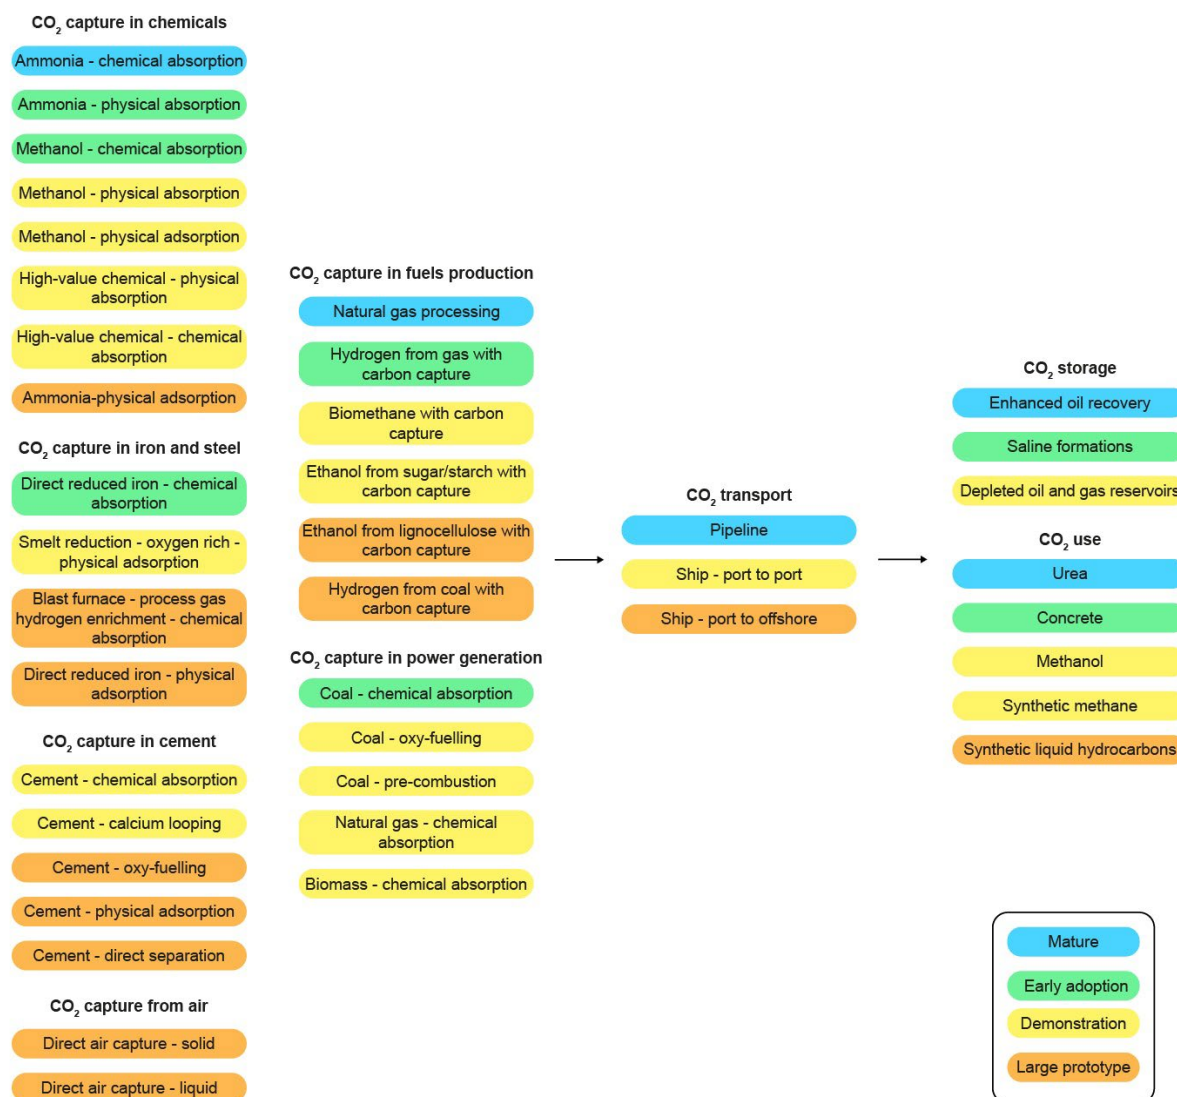 CO2 capture in chemicals
Ammonia - chemical absorption
Ammonia - physical absorption
Methanol - chemical absorption
Methanol - physical absorption
Methanol - physical adsorption
High-value chemical - physical
absorption
High-value chemical - chemical
absorption
Ammonia-physical adsorption
CO2 capture in iron and steel
Direct reduced iron - chemical
absorption
Smelt reduction - oxygen rich -
physical adsorption
Blast furnace - process gas
hydrogen enrichment - chemical
absorption
Direct reduced iron - physical
adsorption
CO2 capture in cement
Cement - chemical absorption
Cement - calcium looping
Cement - oxy-fuelling
Cement - physical adsorption
Cement - direct separation
CO2 capture from air
Direct air capture - solid
Direct air capture - liquid
CO2 capture in fuels production
Natural gas processing
Hydrogen from gas with
carbon capture
Biomethane with carbon
capture
Ethanol from sugar/starch with
carbon capture
Ethanol from lignocellulose with
carbon capture
Hydrogen from coal with
carbon capture
CO2 capture in power generation
Coal - chemical absorption
Coal - oxy-fuelling
Coal - pre-combustion
Natural gas - chemical
absorption
Biomass - chemical absorption
CO2 transport
Pipeline
Ship - port to port
Ship - port to offshore
CO2 storage
Enhanced oil recovery
Saline formations
Depleted oil and gas reservoirs
CO2 use
Urea
Concrete
Methanol
Synthetic methane
Synthetic liquid hydrocarbons
Mature
Early adoption
Demonstration
Large prototype